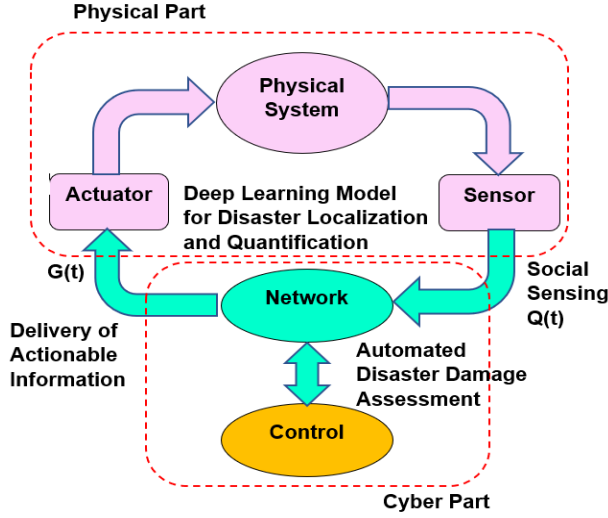 Physical Part
Physical
System
Actuator
Deep Learning Model
for Disaster Localization
and Quantification
Sensor
G(t)
Network
Social
Sensing
Q(t)
Delivery of
Actionable
Information
Automated
Disaster Damage
Assessment
Control
Cyber Part